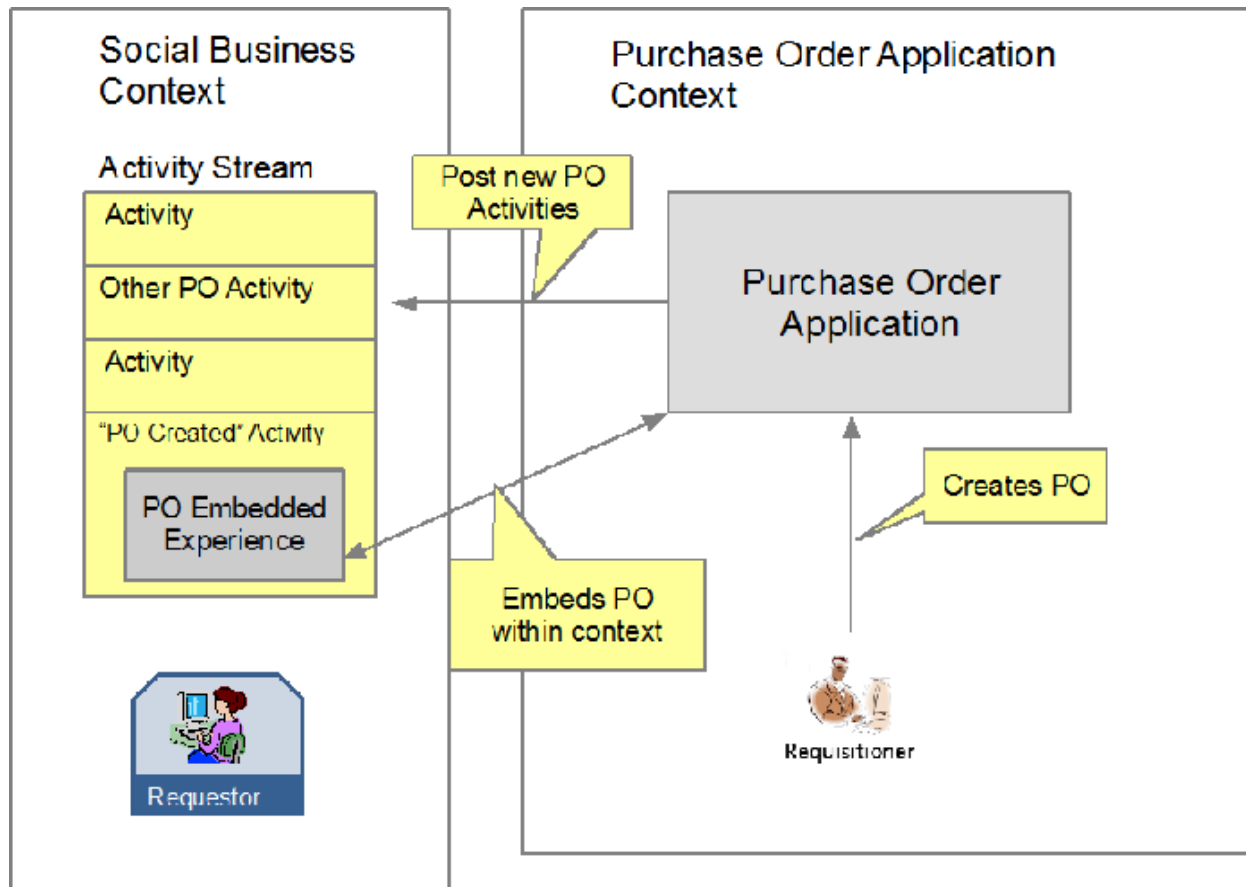 Social Business
Context
Activity Stream
Activity
Other PO Activity
Activity
"PO Created" Activity
PO Embedded
Experience
Requestor
Post new PO
Activities
Embeds PO
within context
Purchase Order Application
Context
Purchase Order
Application
Creates PO
Requisitioner